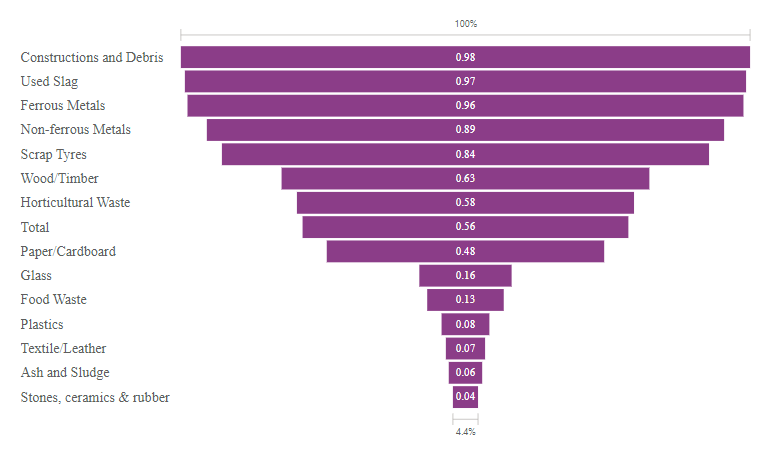 100%
Constructions and Debris 0.98
Used Slag 0.97
Ferrous Metals 0.96
Non-ferrous Metals 0.89
Scrap Tyres 0.84
Wood/Timber 0.63
Horticultural Waste 0.58
Total 0.56
Paper/Cardboard 0.48
Glass 0.16
Food Waste 0.13
Plastics 0.08
Textile/Leather 0.07
Ash and Sludge 0.06
Stones, ceramics & rubber 0.04
4.4%